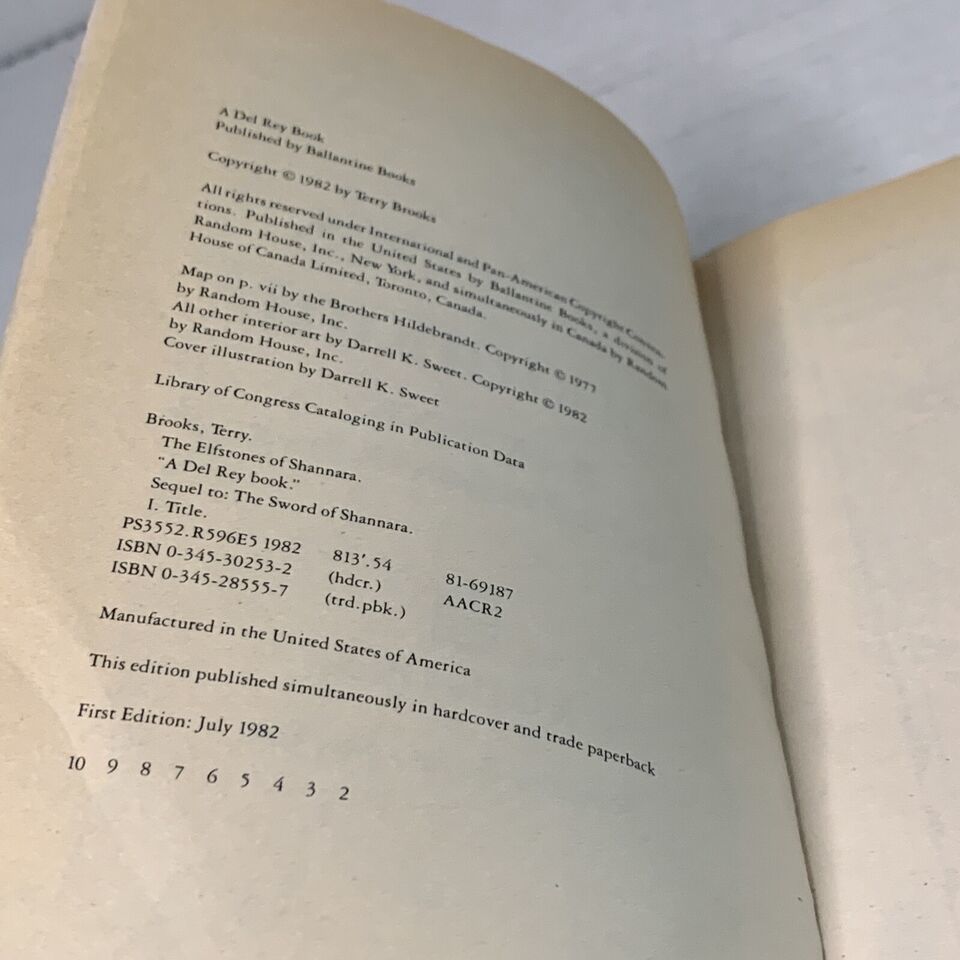 A Del Rey Book
Published by Ballantine Books
Copyright © 1982 by Terry Brooks
All rights reserved under International and Pan-American Copyright Conven-
tions. Published in the United States by Ballantine Books, a division of
Random House, Inc., New York, and simultaneously in Canada by Random
House of Canada Limited, Toronto, Canada.
Map on p. vii by the Brothers Hildebrandt. Copyright © 1977
by Random House, Inc.
All other interior art by Darrell K. Sweet. Copyright © 1982
by Random House, Inc.
Cover illustration by Darrell K. Sweet
Library of Congress Cataloging in Publication Data
Brooks, Terry.
The Elfstones of Shannara.
"A Del Rey book."
Sequel to: The Sword of Shannara.
I. Title.
PS3552.R596E5 1982 813'.54 81-69187
ISBN 0-345-30253-2 (hdcr.) AACR2
ISBN 0-345-28555-7 (trd.pbk.)
Manufactured in the United States of America
This edition published simultaneously in hardcover and trade paperback
First Edition: July 1982
10 9 8 7 6 5 4 3 2